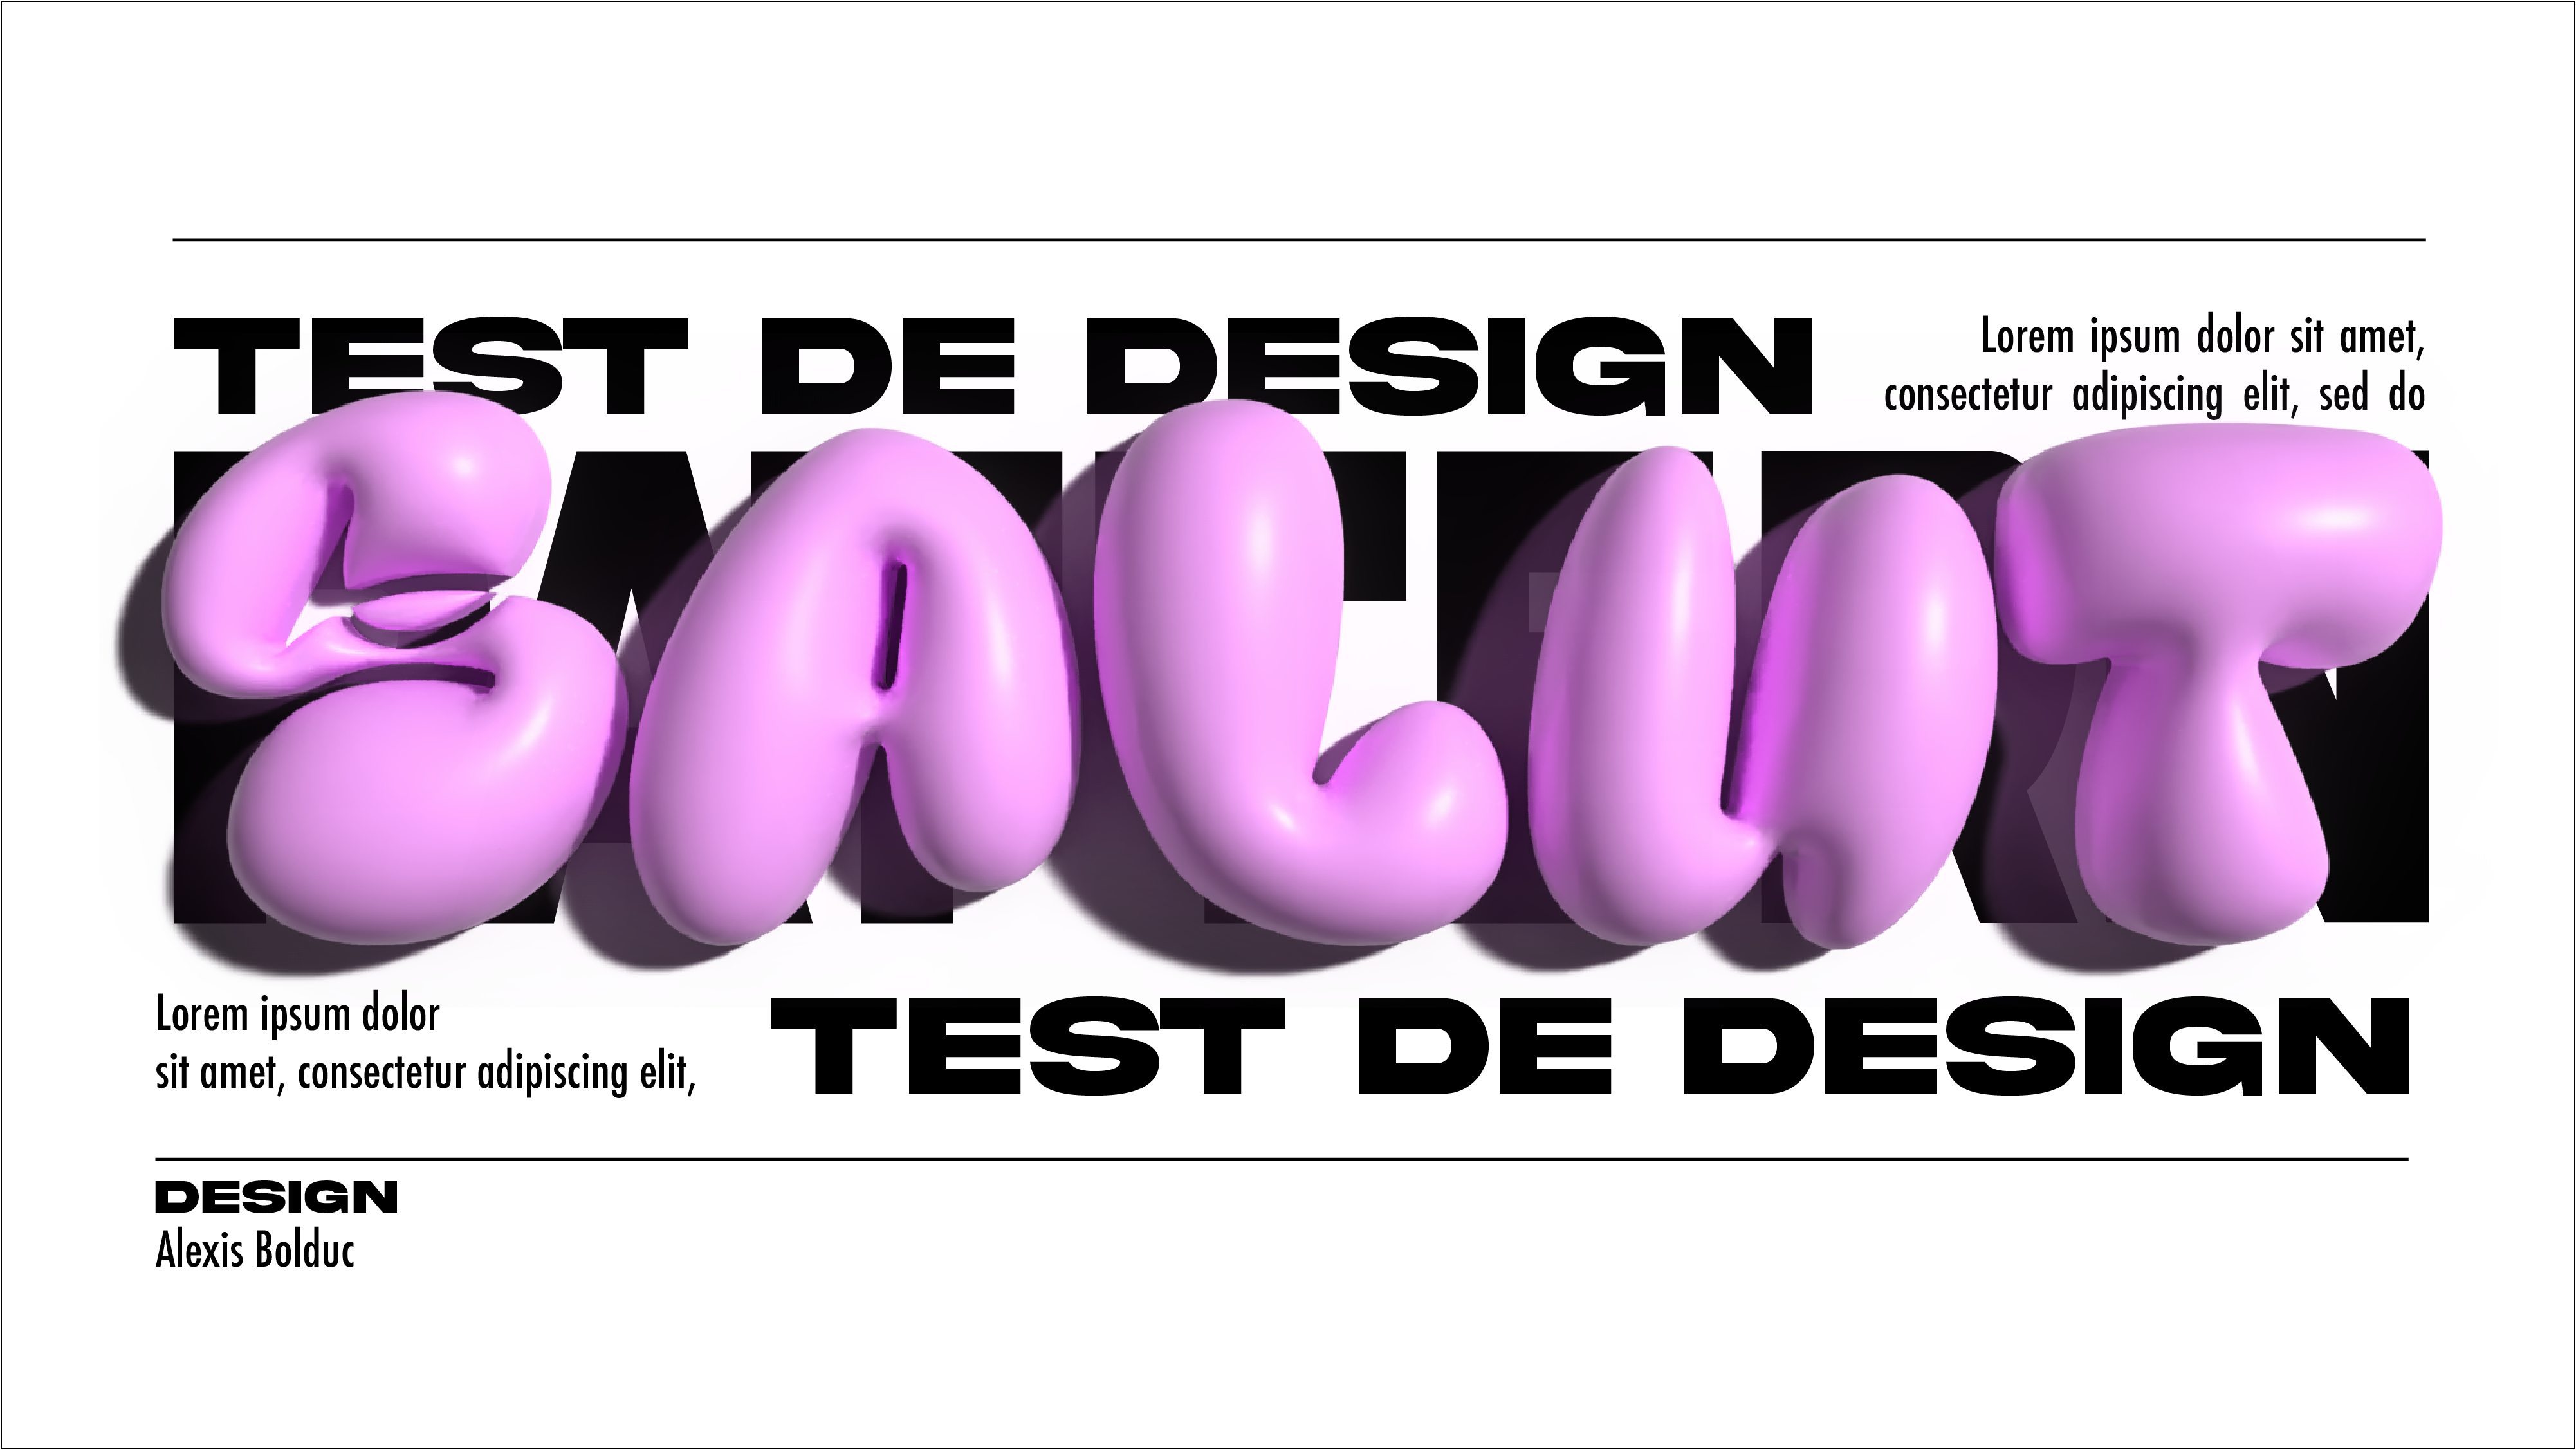 TEST DE DESIGN
Lorem ipsum dolor sit amet,
consectetur adipiscing elit, sed do
SALUT
Lorem ipsum dolor
sit amet, consectetur adipiscing elit,
TEST DE DESIGN
DESIGN
Alexis Bolduc